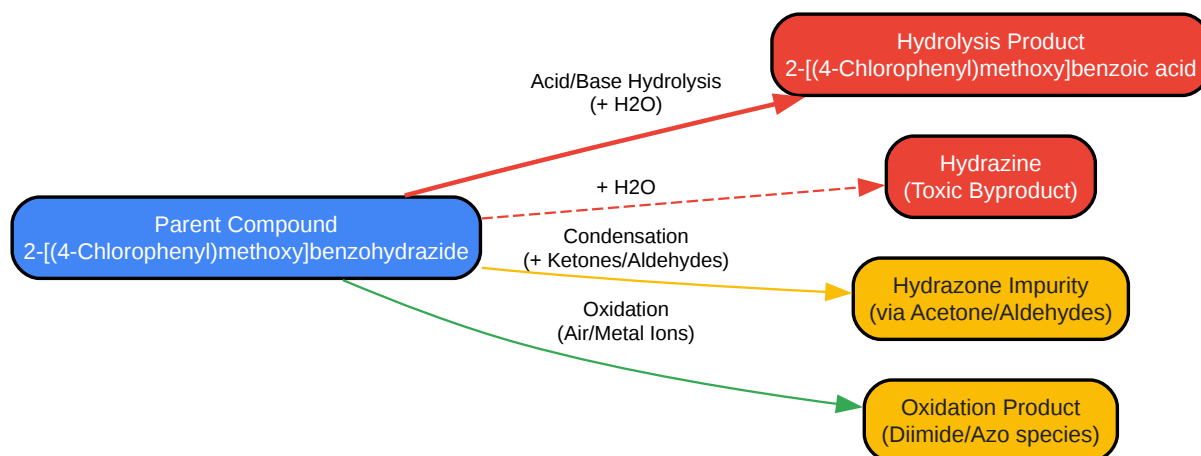 Hydrolysis Product
2-[(4-Chlorophenyl)methoxy]benzoic acid
Acid/Base Hydrolysis
(+ H2O)
Hydrazine
(Toxic Byproduct)
+ H2O
Parent Compound
2-[(4-Chlorophenyl)methoxy]benzohydrazide
Condensation
(+ Ketones/Aldehydes)
Hydrazone Impurity
(via Acetone/Aldehydes)
Oxidation
(Air/Metal Ions)
Oxidation Product
(Diimide/Azo species)